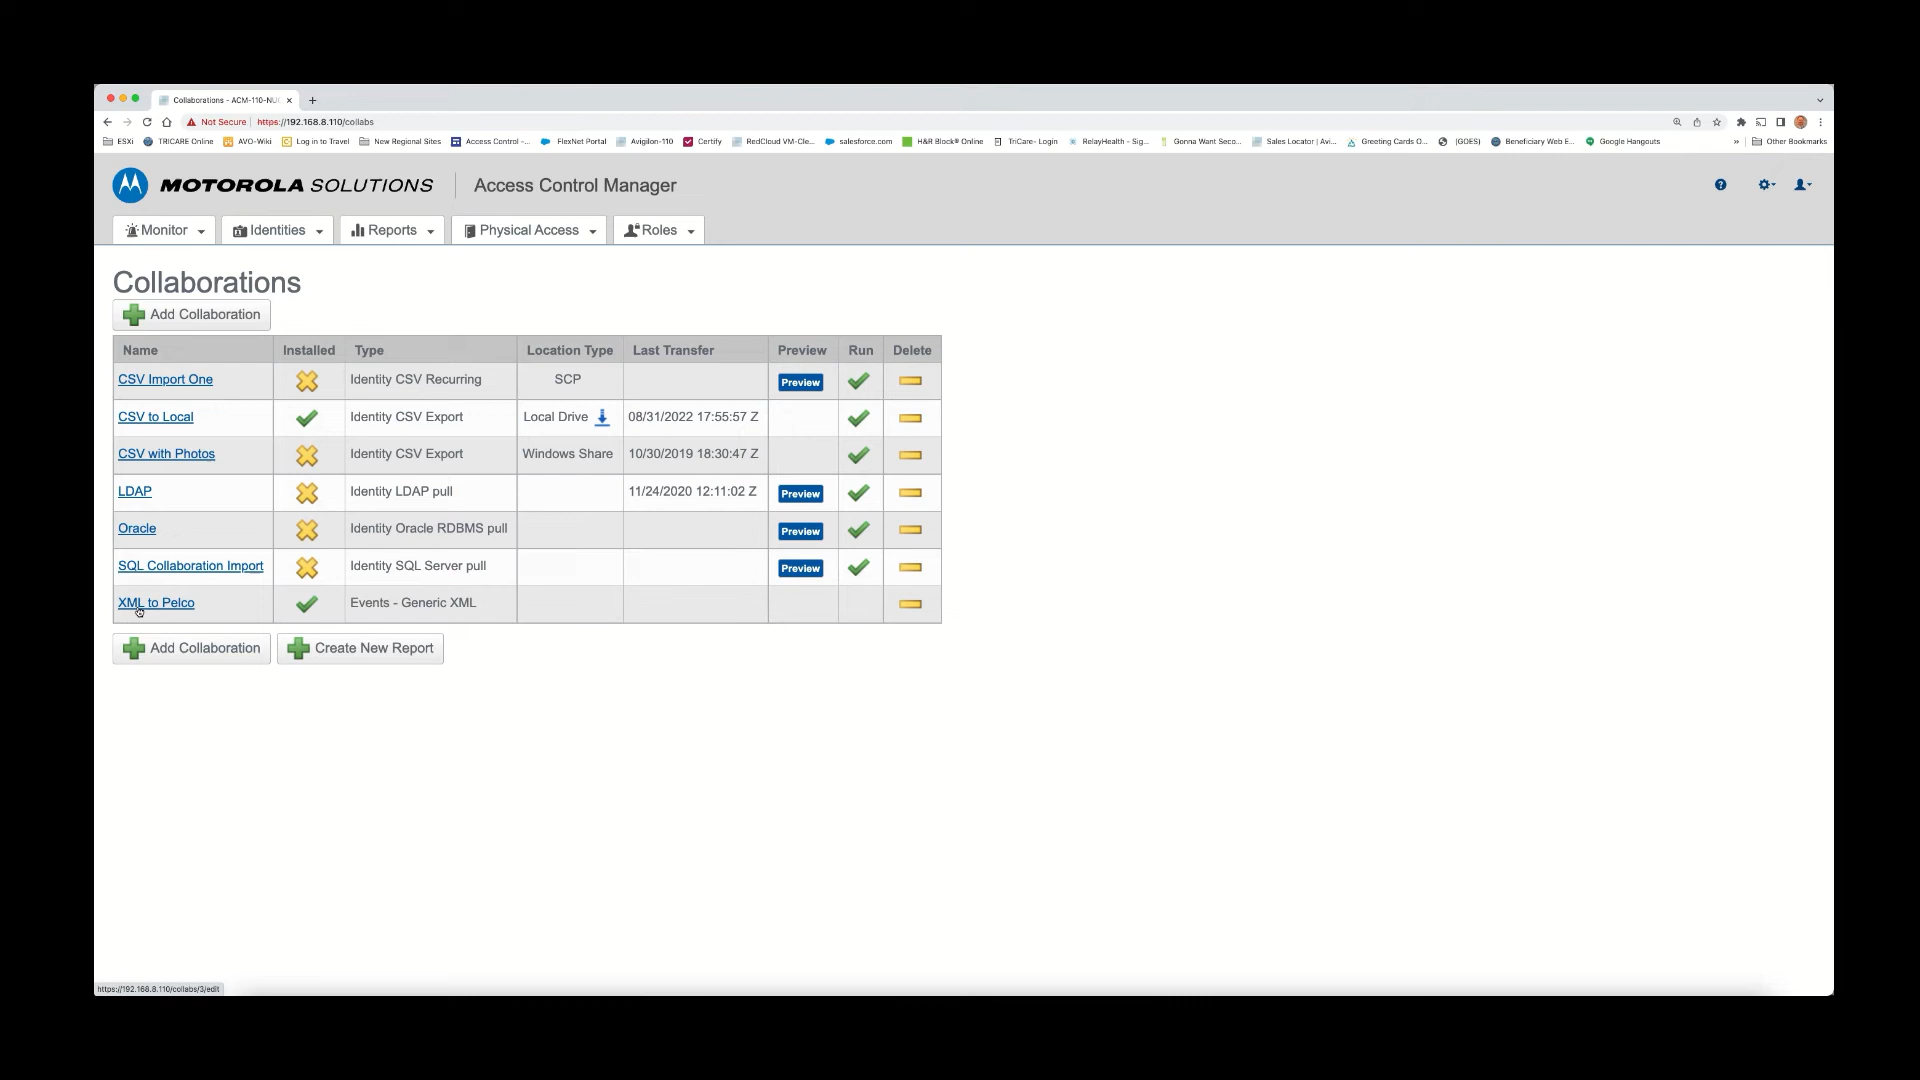 Collaborations - ACM-110-NU
Not Secure https://192.168.8.110/collabs
ESXi TRICARE Online AVO-Wiki Log in to Travel New Regional Sites Access Control -... FlexNet Portal Avigilon-110 Certify RedCloud VM-Cle... salesforce.com H&R Block® Online TriCare- Login RelayHealth - Sig... Gonna Want Seco... Sales Locator | Avi... Greeting Cards O... (GDES) Beneficiary Web E... Google Hangouts » Other Bookmarks
MOTOROLA SOLUTIONS Access Control Manager
Monitor Identities Reports Physical Access Roles
Collaborations
Add Collaboration
Name Installed Type Location Type Last Transfer Preview Run Delete
CSV Import One Identity CSV Recurring SCP Preview
CSV to Local Identity CSV Export Local Drive 08/31/2022 17:55:57 Z
CSV with Photos Identity CSV Export Windows Share 10/30/2019 18:30:47 Z
LDAP Identity LDAP pull 11/24/2020 12:11:02 Z Preview
Oracle Identity Oracle RDBMS pull Preview
SQL Collaboration Import Identity SQL Server pull Preview
XML to Pelco Events - Generic XML
Add Collaboration Create New Report
https://192.168.8.110/collabs/3/edit